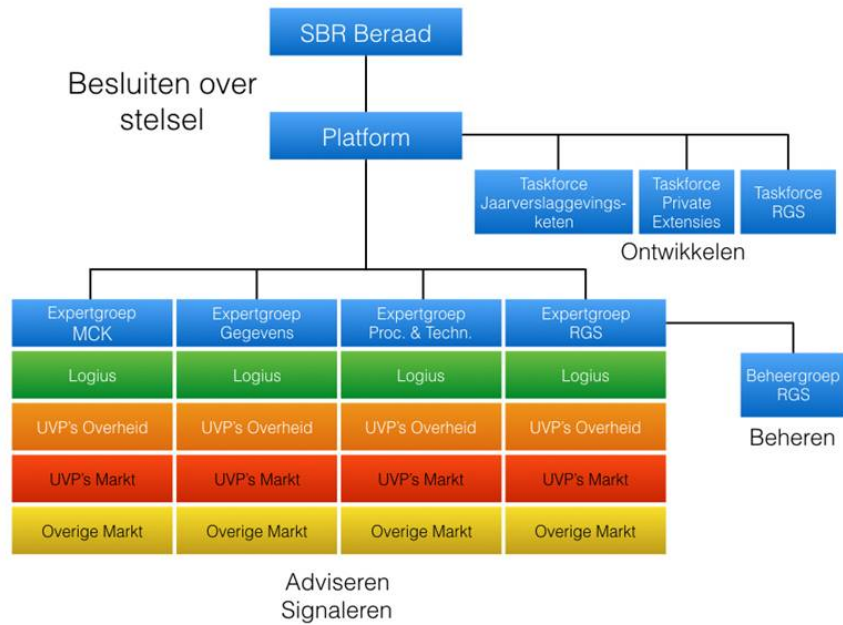 SBR Beraad
Besluiten over
stelsel
Platform
Taskforce
Jaarverslaggevings-
keten
Taskforce
Private
Extensies
Taskforce
RGS
Ontwikkelen
Expertgroep
MCK
Expertgroep
Gegevens
Expertgroep
Proc. & Techn.
Expertgroep
RGS
Logius
Logius
Logius
Logius
Beheergroep
RGS
UVP's Overheid
UVP's Overheid
UVP's Overheid
UVP's Overheid
Beheren
UVP's Markt
UVP's Markt
UVP's Markt
UVP's Markt
Overige Markt
Overige Markt
Overige Markt
Overige Markt
Adviseren
Signaleren